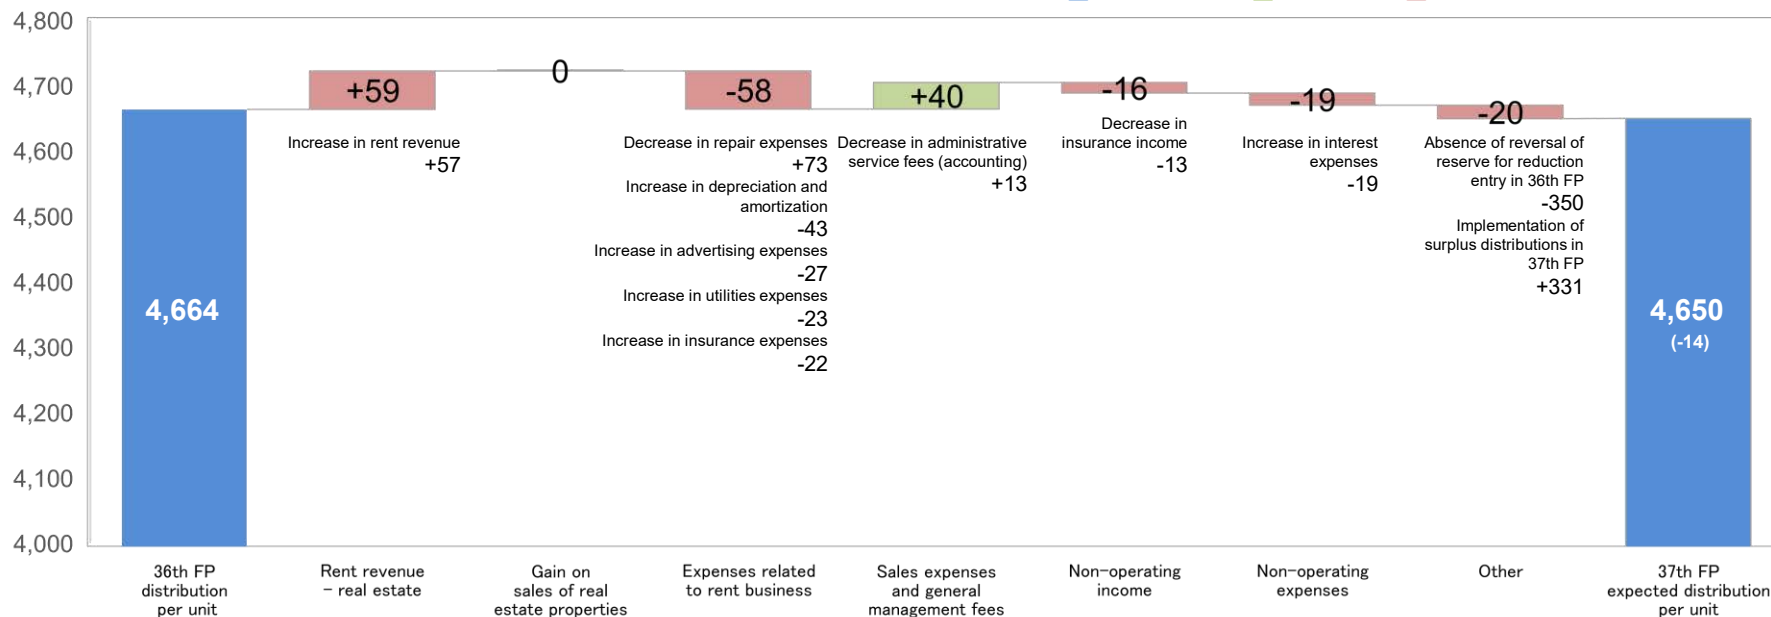 4,800
4,700
4,600
4,500
4,400
4,300
4,200
4,100
4,000
4,664
+59
Increase in rent revenue
+57
0
-58
Decrease in repair expenses
+73
Increase in depreciation and
amortization
-43
Increase in advertising expenses
-27
Increase in utilities expenses
-23
Increase in insurance expenses
-22
+40
Decrease in administrative
service fees (accounting)
+13
-16
Decrease in
insurance income
-13
-19
Increase in interest
expenses
-19
-20
Absence of reversal of
reserve for reduction
entry in 36th FP
-350
Implementation of
surplus distributions in
37th FP
+331
4,650
(-14)
36th FP
distribution
per unit
Rent revenue
- real estate
Gain on
sales of real
estate properties
Expenses related
to rent business
Sales expenses
and general
management fees
Non-operating
income
Non-operating
expenses
Other
37th FP
expected distribution
per unit